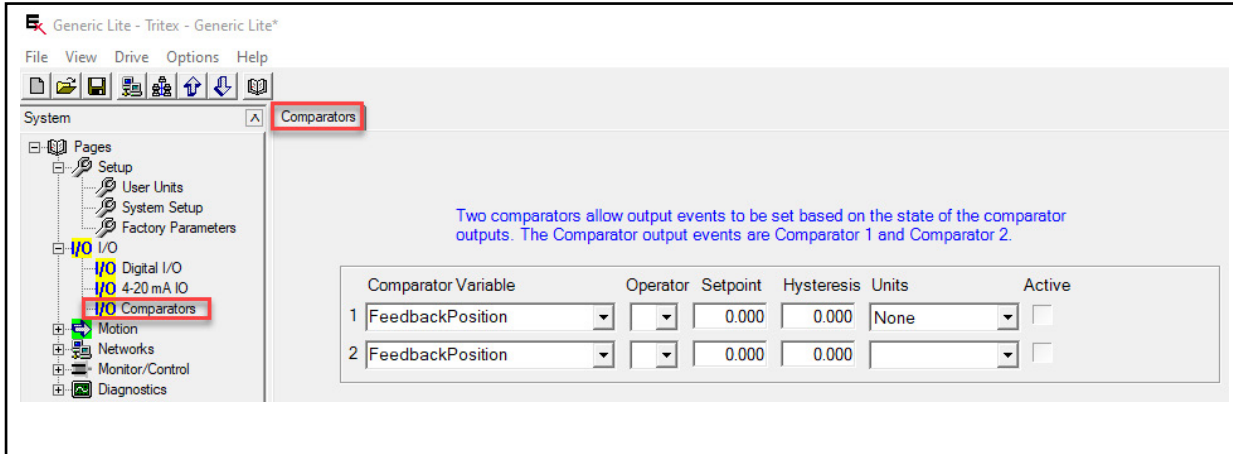 Generic Lite - Tritex - Generic Lite*
File View Drive Options Help
System
Comparators
Pages
Setup
User Units
System Setup
Factory Parameters
I/O I/O
I/O Digital I/O
I/O 4-20 mA IO
I/O Comparators
Motion
Networks
Monitor/Control
Diagnostics
Two comparators allow output events to be set based on the state of the comparator
outputs. The Comparator output events are Comparator 1 and Comparator 2.
Comparator Variable Operator Setpoint Hysteresis Units Active
1 FeedbackPosition 0.000 0.000 None
2 FeedbackPosition 0.000 0.000